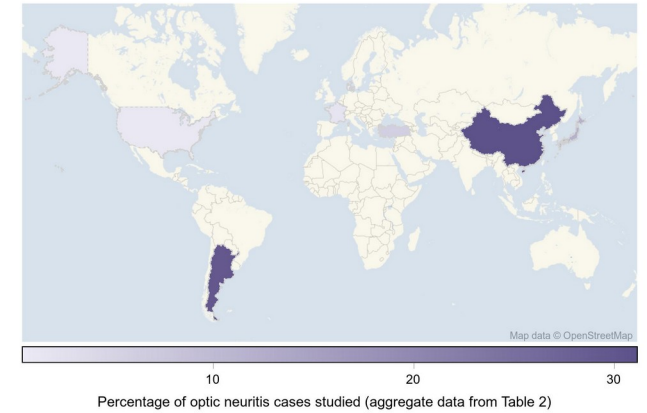 Map data © OpenStreetMap
10 20 30
Percentage of optic neuritis cases studied (aggregate data from Table 2)